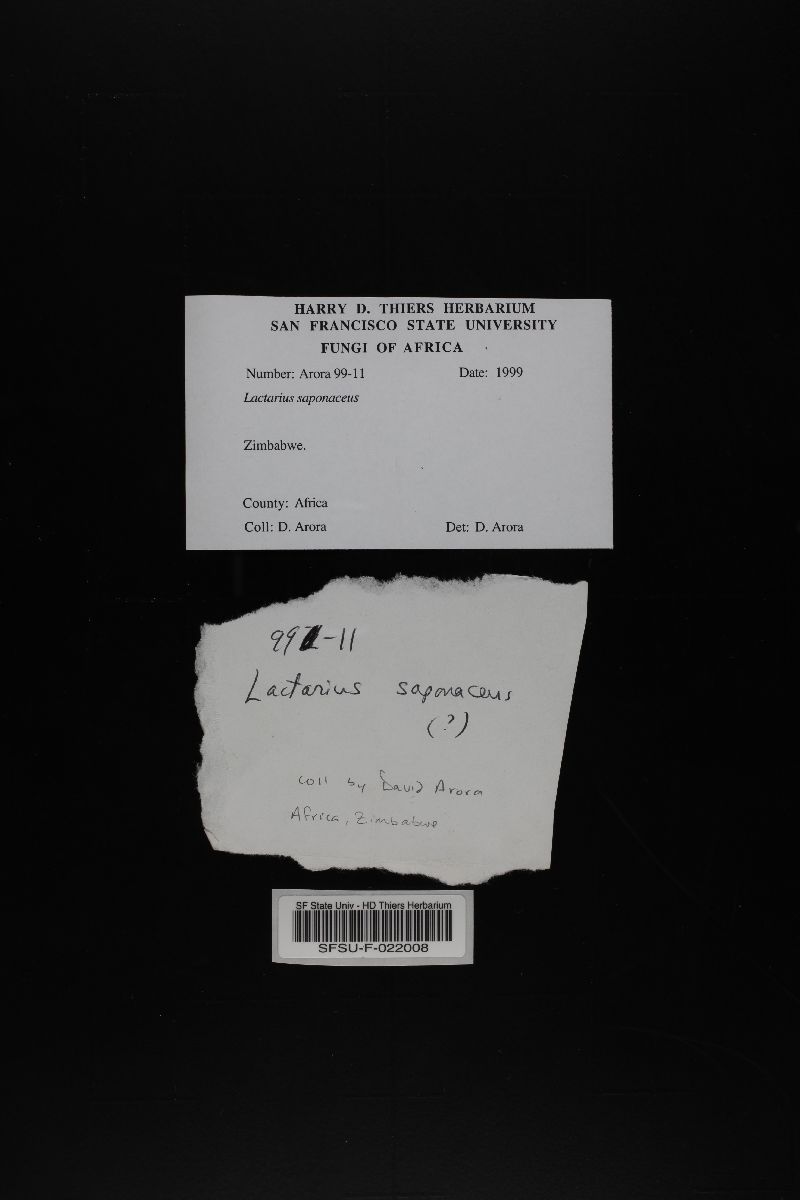 HARRY D. THIERS HERBARIUM
SAN FRANCISCO STATE UNIVERSITY
FUNGI OF AFRICA
Number: Arora 99-11 Date: 1999
Lactarius saponaceus
Zimbabwe.
County: Africa
Coll: D. Arora Det: D. Arora
99-11
Lactarius saponaceus
(?)
coll by David Arora
Africa, Zimbabwe
SF State Univ - HD Thiers Herbarium
SFSU-F-022008